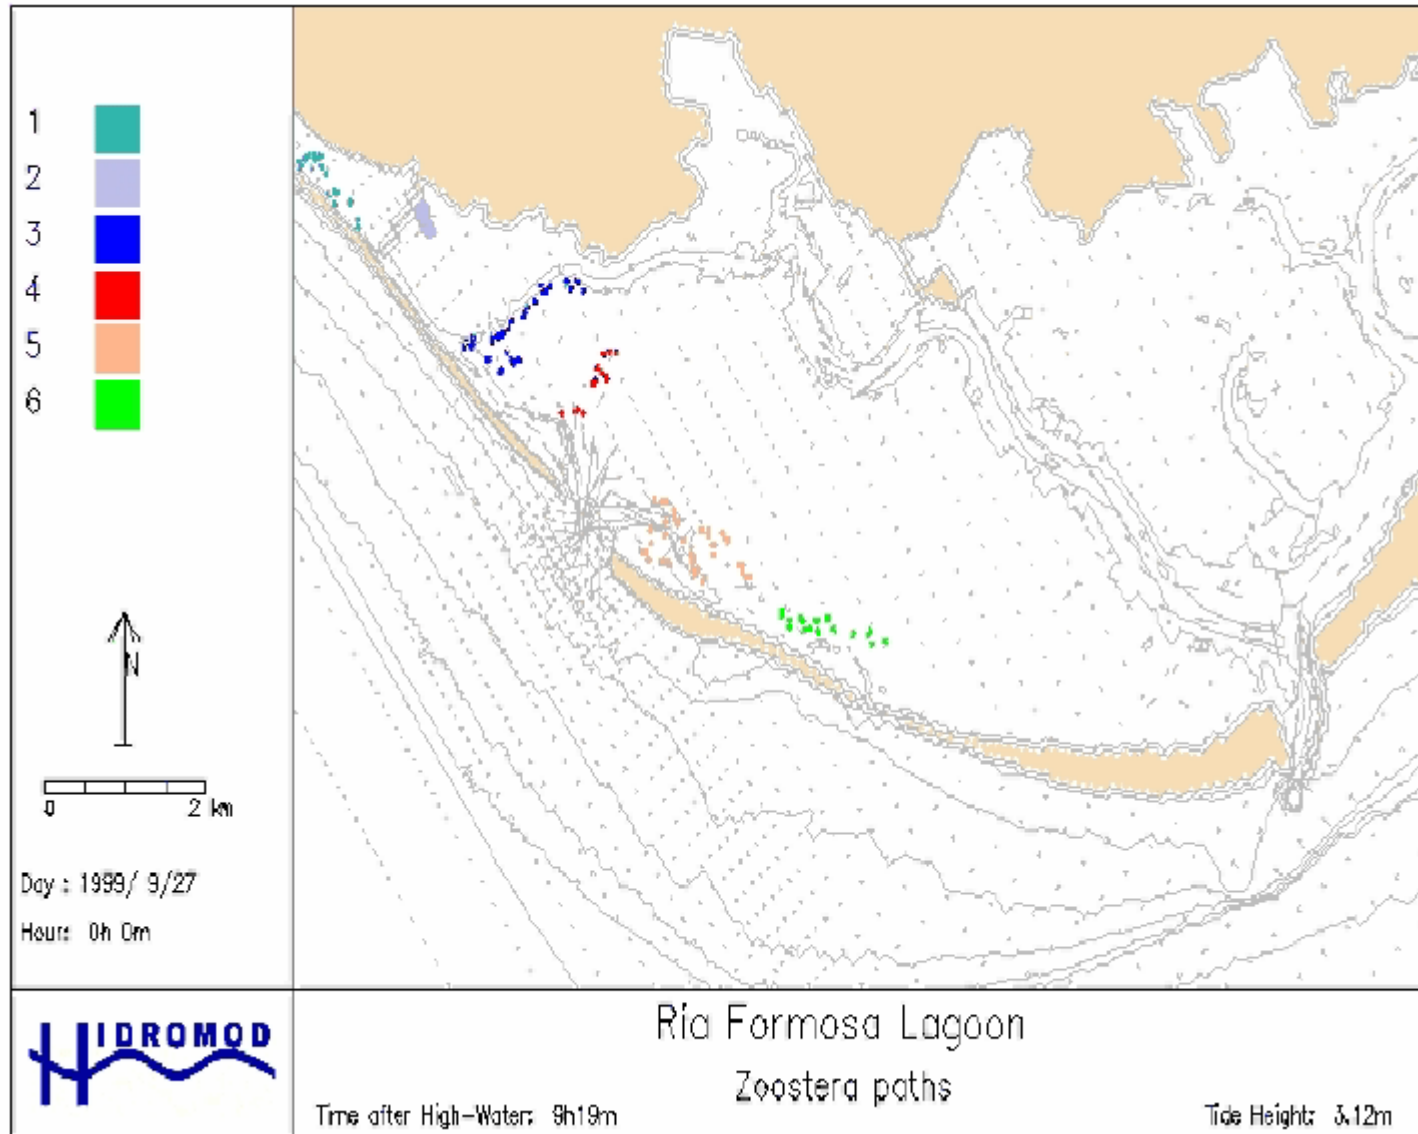 1
2
3
4
5
6
N
0 2 km
Day : 1999/ 9/27
Hour: 0h 0m
HIDROMOD
Ria Formosa Lagoon
Zoostera paths
Time after High-Water: 9h19m
Tide Height: 3.12m